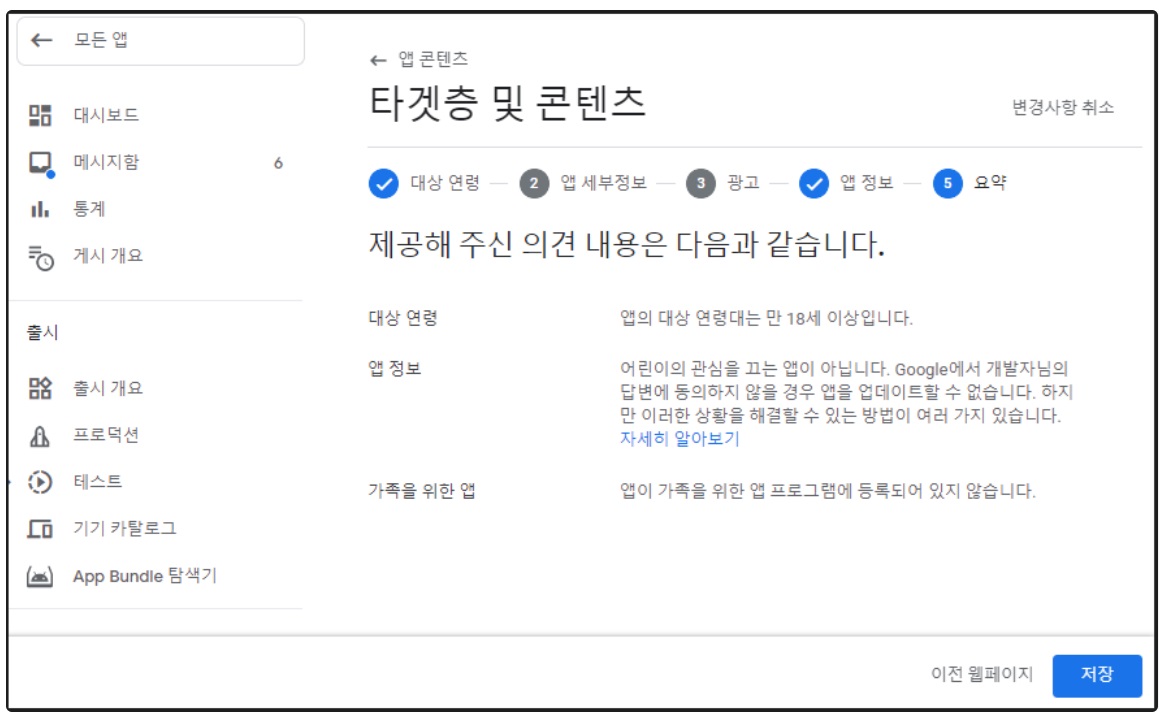 모든 앱
대시보드
메시지함 6
통계
게시 개요
출시
출시 개요
프로덕션
테스트
기기 카탈로그
App Bundle 탐색기
앱 콘텐츠
타겟층 및 콘텐츠
변경사항 취소
대상 연령 2 앱 세부정보 3 광고 앱 정보 5 요약
제공해 주신 의견 내용은 다음과 같습니다.
대상 연령 앱의 대상 연령대는 만 18세 이상입니다.
앱 정보 어린이의 관심을 끄는 앱이 아닙니다. Google에서 개발자님의
답변에 동의하지 않을 경우 앱을 업데이트할 수 없습니다. 하지
만 이러한 상황을 해결할 수 있는 방법이 여러 가지 있습니다.
자세히 알아보기
가족을 위한 앱 앱이 가족을 위한 앱 프로그램에 등록되어 있지 않습니다.
이전 웹페이지 저장